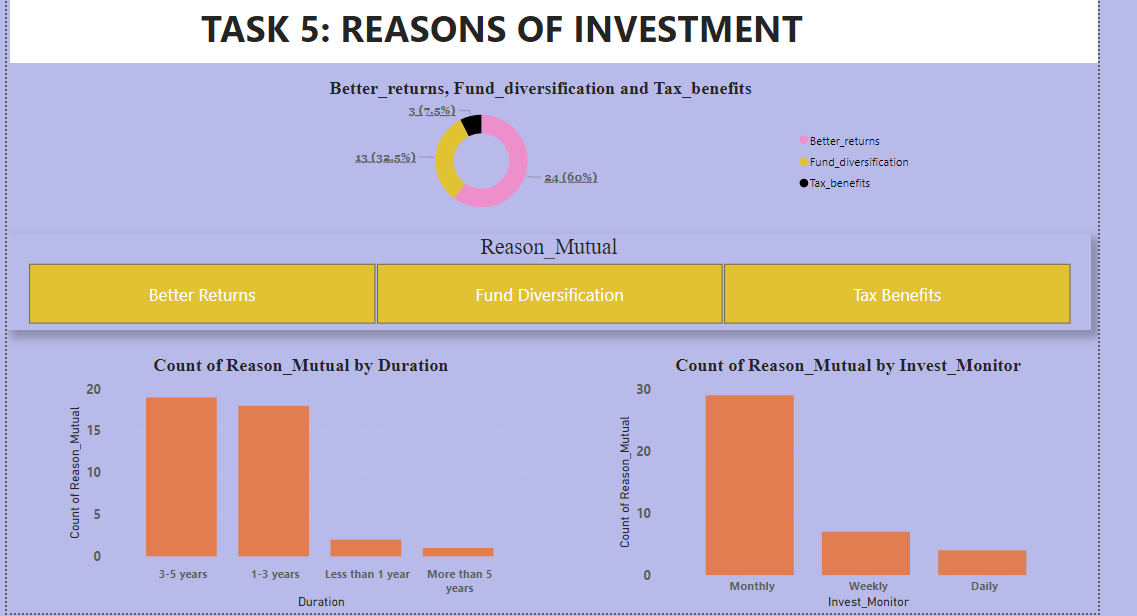 TASK 5: REASONS OF INVESTMENT
Better_returns, Fund_diversification and Tax_benefits
3 (7.5%)
13 (32.5%)
24 (60%)
Better_returns
Fund_diversification
Tax_benefits
Reason_Mutual
Better Returns
Fund Diversification
Tax Benefits
Count of Reason_Mutual by Duration
Count of Reason_Mutual
20
15
10
5
0
3-5 years
1-3 years
Less than 1 year
More than 5
years
Duration
Count of Reason_Mutual by Invest_Monitor
Count of Reason_Mutual
30
20
10
0
Monthly
Weekly
Daily
Invest_Monitor